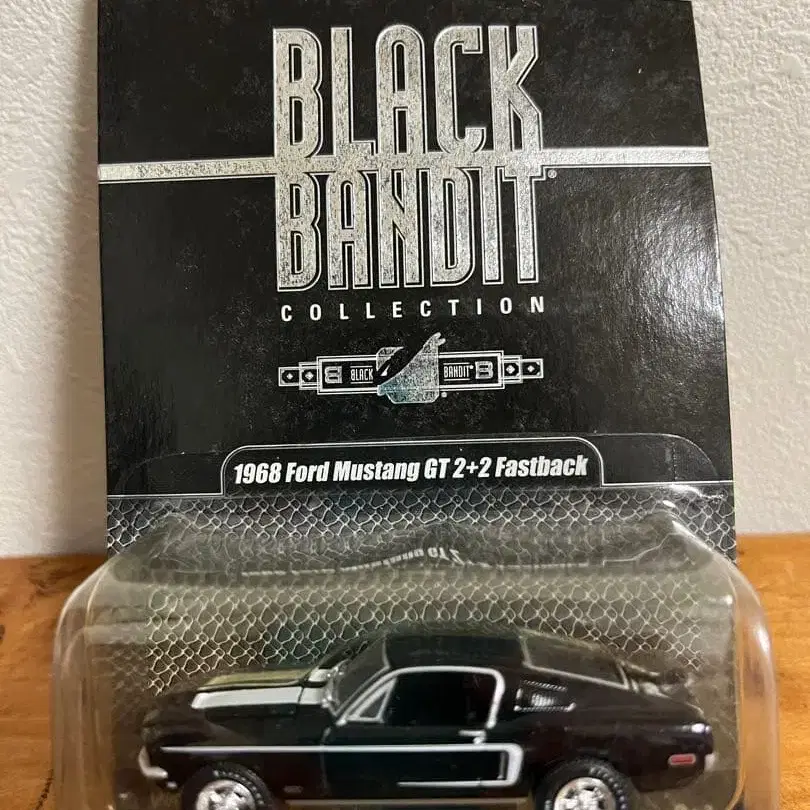 BLACK
BANDIT®
COLLECTION
BLACK BANDIT®
1968 Ford Mustang GT 2+2 Fastback